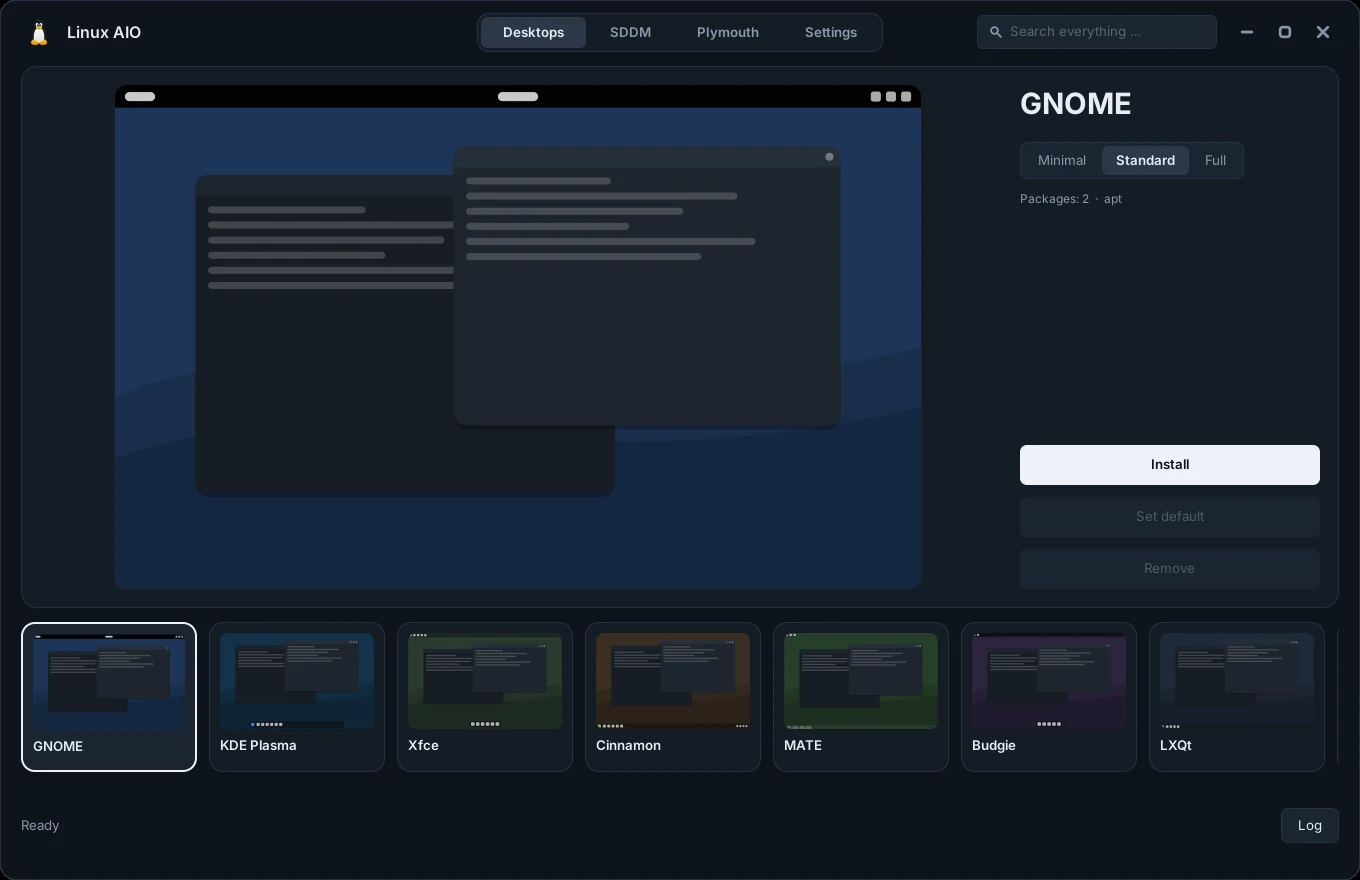 Linux AIO
Desktops
SDDM
Plymouth
Settings
Search everything ...
GNOME
Minimal
Standard
Full
Packages: 2 · apt
Install
Set default
Remove
GNOME
KDE Plasma
Xfce
Cinnamon
MATE
Budgie
LXQt
Ready
Log